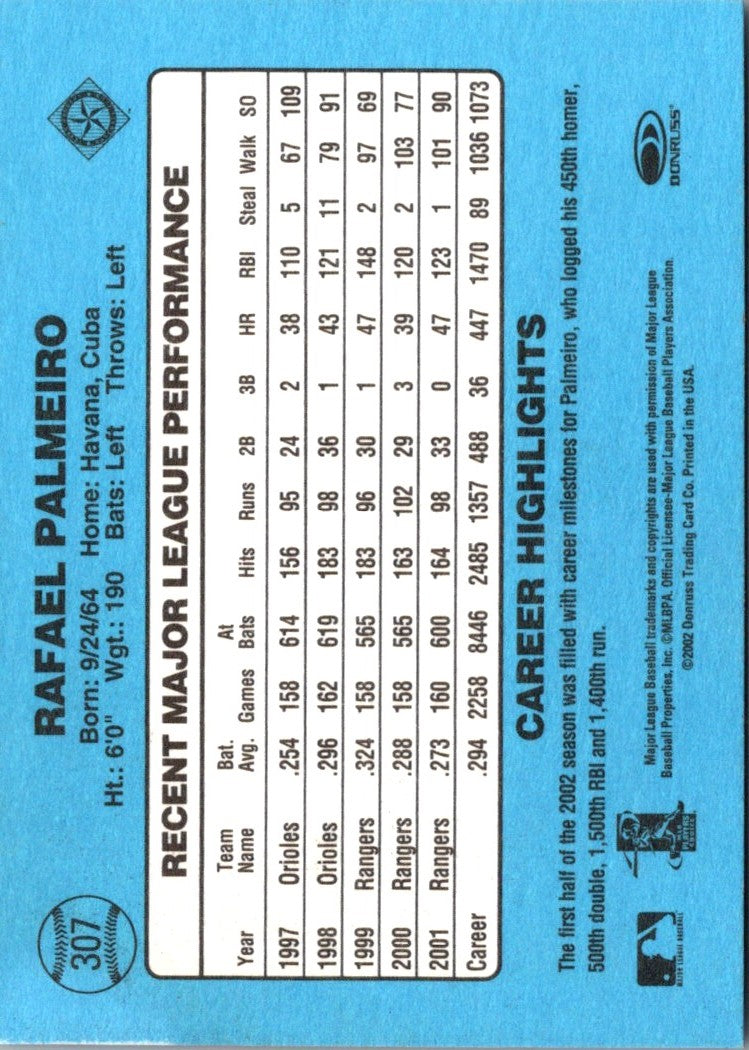 307
RAFAEL PALMEIRO
Born: 9/24/64 Home: Havana, Cuba
Ht.: 6'0" Wgt.: 190 Bats: Left Throws: Left
RECENT MAJOR LEAGUE PERFORMANCE
Year Team Name Bat. Avg. Games At Bats Hits Runs 2B 3B HR RBI Steal Walk SO
1997 Orioles .254 158 614 156 95 24 2 38 110 5 67 109
1998 Orioles .296 162 619 183 98 36 1 43 121 11 79 91
1999 Rangers .324 158 565 183 96 30 1 47 148 2 97 69
2000 Rangers .288 158 565 163 102 29 3 39 120 2 103 77
2001 Rangers .273 160 600 164 98 33 0 47 123 1 101 90
Career .294 2258 8446 2485 1357 488 36 447 1470 89 1036 1073
CAREER HIGHLIGHTS
The first half of the 2002 season was filled with career milestones for Palmeiro, who logged his 450th homer,
500th double, 1,500th RBI and 1,400th run.
MAJOR LEAGUE BASEBALL
Major League Baseball trademarks and copyrights are used with permission of Major League
Baseball Properties, Inc. ©MLBPA. Official Licensee-Major League Baseball Players Association.
©2002 Donruss Trading Card Co. Printed in the USA.
DONRUSS